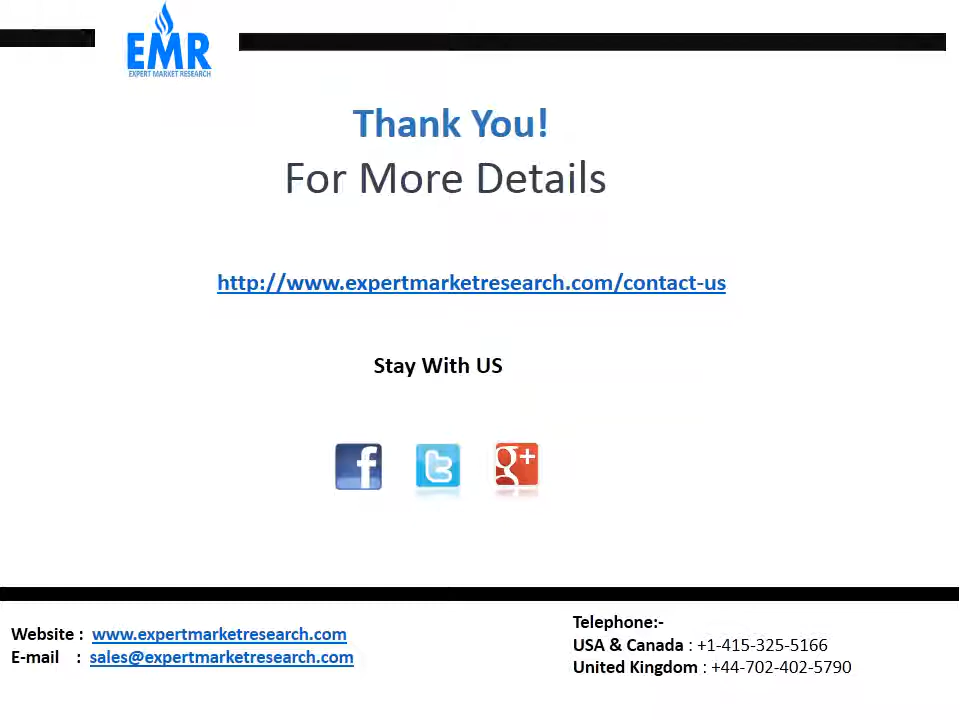 EMR
EXPERT MARKET RESEARCH
Thank You!
For More Details
http://www.expertmarketresearch.com/contact-us
Stay With US
f t g+
Website : www.expertmarketresearch.com
E-mail : sales@expertmarketresearch.com
Telephone:-
USA & Canada : +1-415-325-5166
United Kingdom : +44-702-402-5790